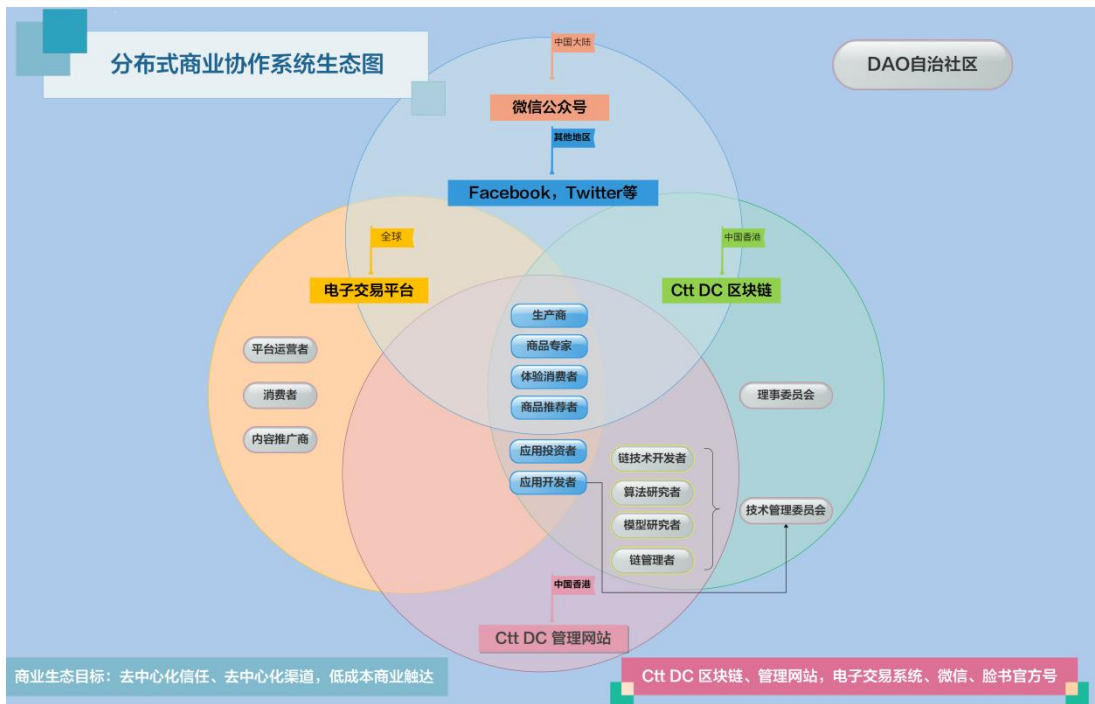 分布式商业协作系统生态图
DAO自治社区
中国大陆
微信公众号
其他地区
Facebook，Twitter等
全球
电子交易平台
中国香港
Ctt DC 区块链
生产商
商品专家
体验消费者
商品推荐者
平台运营者
消费者
内容推广商
理事委员会
应用投资者
应用开发者
链技术开发者
算法研究者
模型研究者
链管理者
技术管理委员会
中国香港
Ctt DC 管理网站
商业生态目标：去中心化信任、去中心化渠道，低成本商业触达
Ctt DC 区块链、管理网站，电子交易系统、微信、脸书官方号